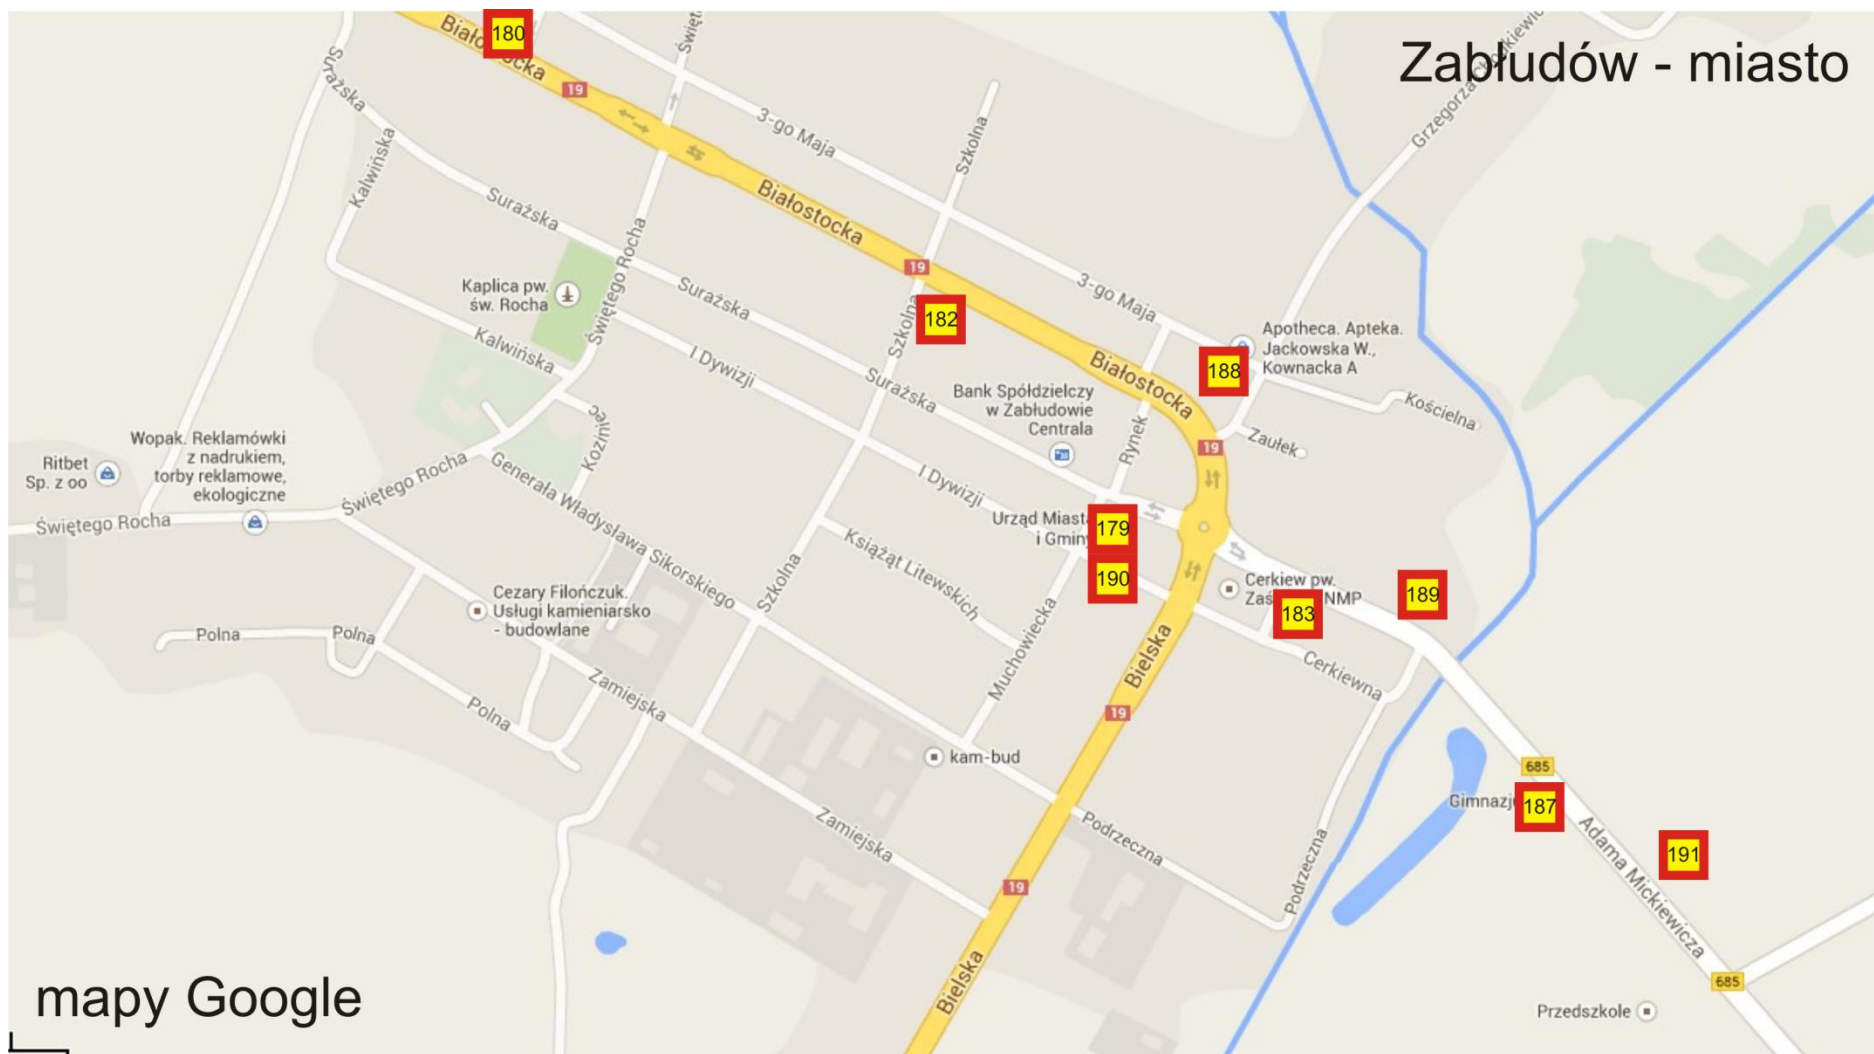 Zabłudów - miasto
180
Białostocka
19
3-go Maja
Szkolna
Grzegorza
Surażska
Kalwińska
Surażska
Świętego Rocha
Białostocka
19
Kaplica pw.
św. Rocha
Surażska
Szkolna
182
3-go Maja
Apotheca. Apteka.
Jackowska W.,
Kownacka A
188
Kalwińska
I Dywizji
Surażska
Białostocka
Bank Spółdzielczy
w Zabłudowie
Centrala
Kościelna
Rynek
19
Zaułek
Koziniec
Wopak. Reklamówki
z nadrukiem,
torby reklamowe,
ekologiczne
Ritbet
Sp. z oo
Świętego Rocha
Świętego Rocha
Generała Władysława Sikorskiego
I Dywizji
Urząd Miasta
i Gminy
179
190
Książąt Litewskich
Szkolna
Muchowiecka
Cerkiew pw.
NMP
183
189
Cerkiewna
Cezary Filończuk.
Usługi kamieniarsko
- budowlane
Polna
Polna
Polna
Zamiejska
Bielska
19
kam-bud
685
187
191
Zamiejska
Podrzeczna
Podrzeczna
Adama Mickiewicza
19
Bielska
685
Przedszkole
mapy Google